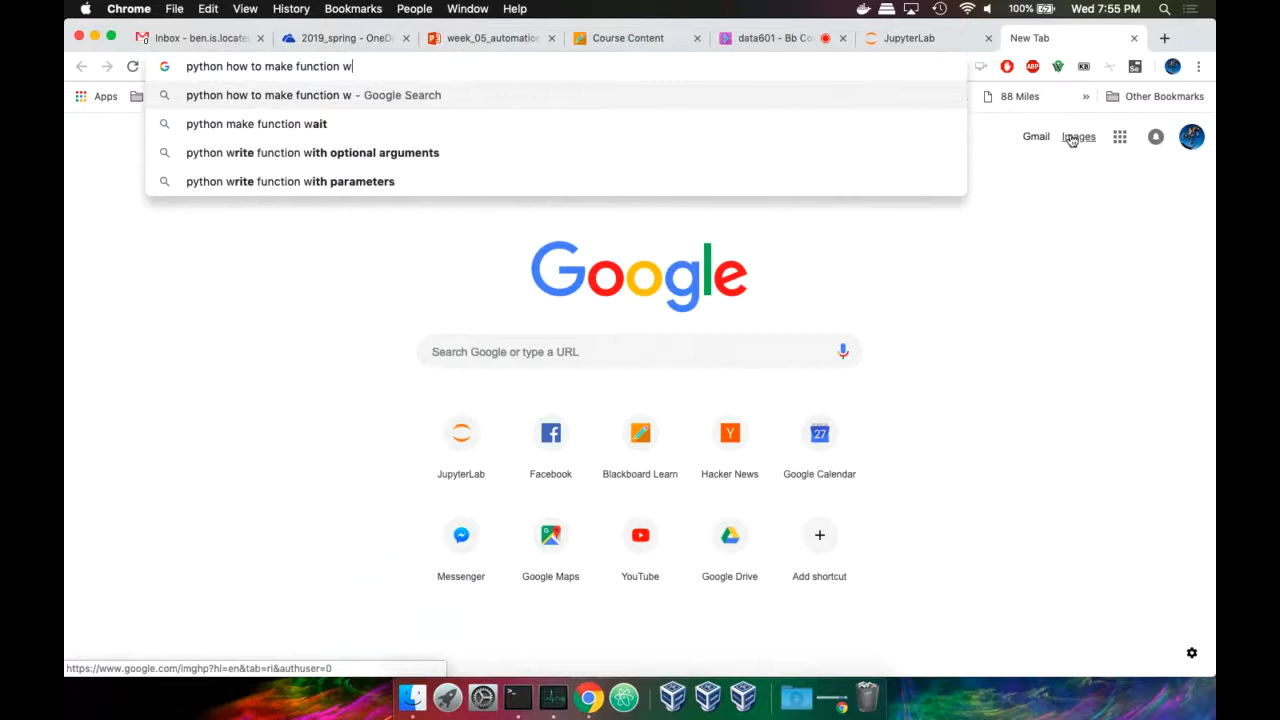 Chrome File Edit View History Bookmarks People Window Help 100% Wed 7:55 PM
Inbox - ben.is.locate × 2019_spring - OneD × week_05_automation × Course Content × data601 - Bb Co × JupyterLab × New Tab ×
python how to make function w
ABP KB Se
python how to make function w - Google Search
Apps 88 Miles » Other Bookmarks
python make function wait
Gmail Images
python write function with optional arguments
python write function with parameters
Google
Search Google or type a URL
Y 27
JupyterLab Facebook Blackboard Learn Hacker News Google Calendar
Messenger Google Maps YouTube Google Drive Add shortcut
https://www.google.com/imghp?hl=en&tab=ri&authuser=0